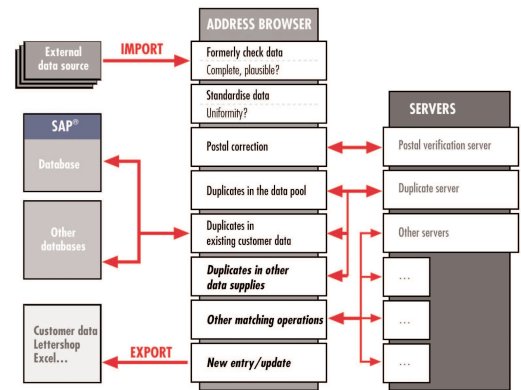 ADDRESS BROWSER
External
data source
IMPORT
Formerly check data
Complete, plausible?
Standardise data
Uniformity?
SERVERS
SAP®
Database
Postal correction
Postal verification server
Duplicates in the data pool
Duplicate server
Other
databases
Duplicates in
existing customer data
Other servers
Duplicates in other
data supplies
...
Other matching operations
...
Customer data
Lettershop
Excel...
EXPORT
New entry/update
...